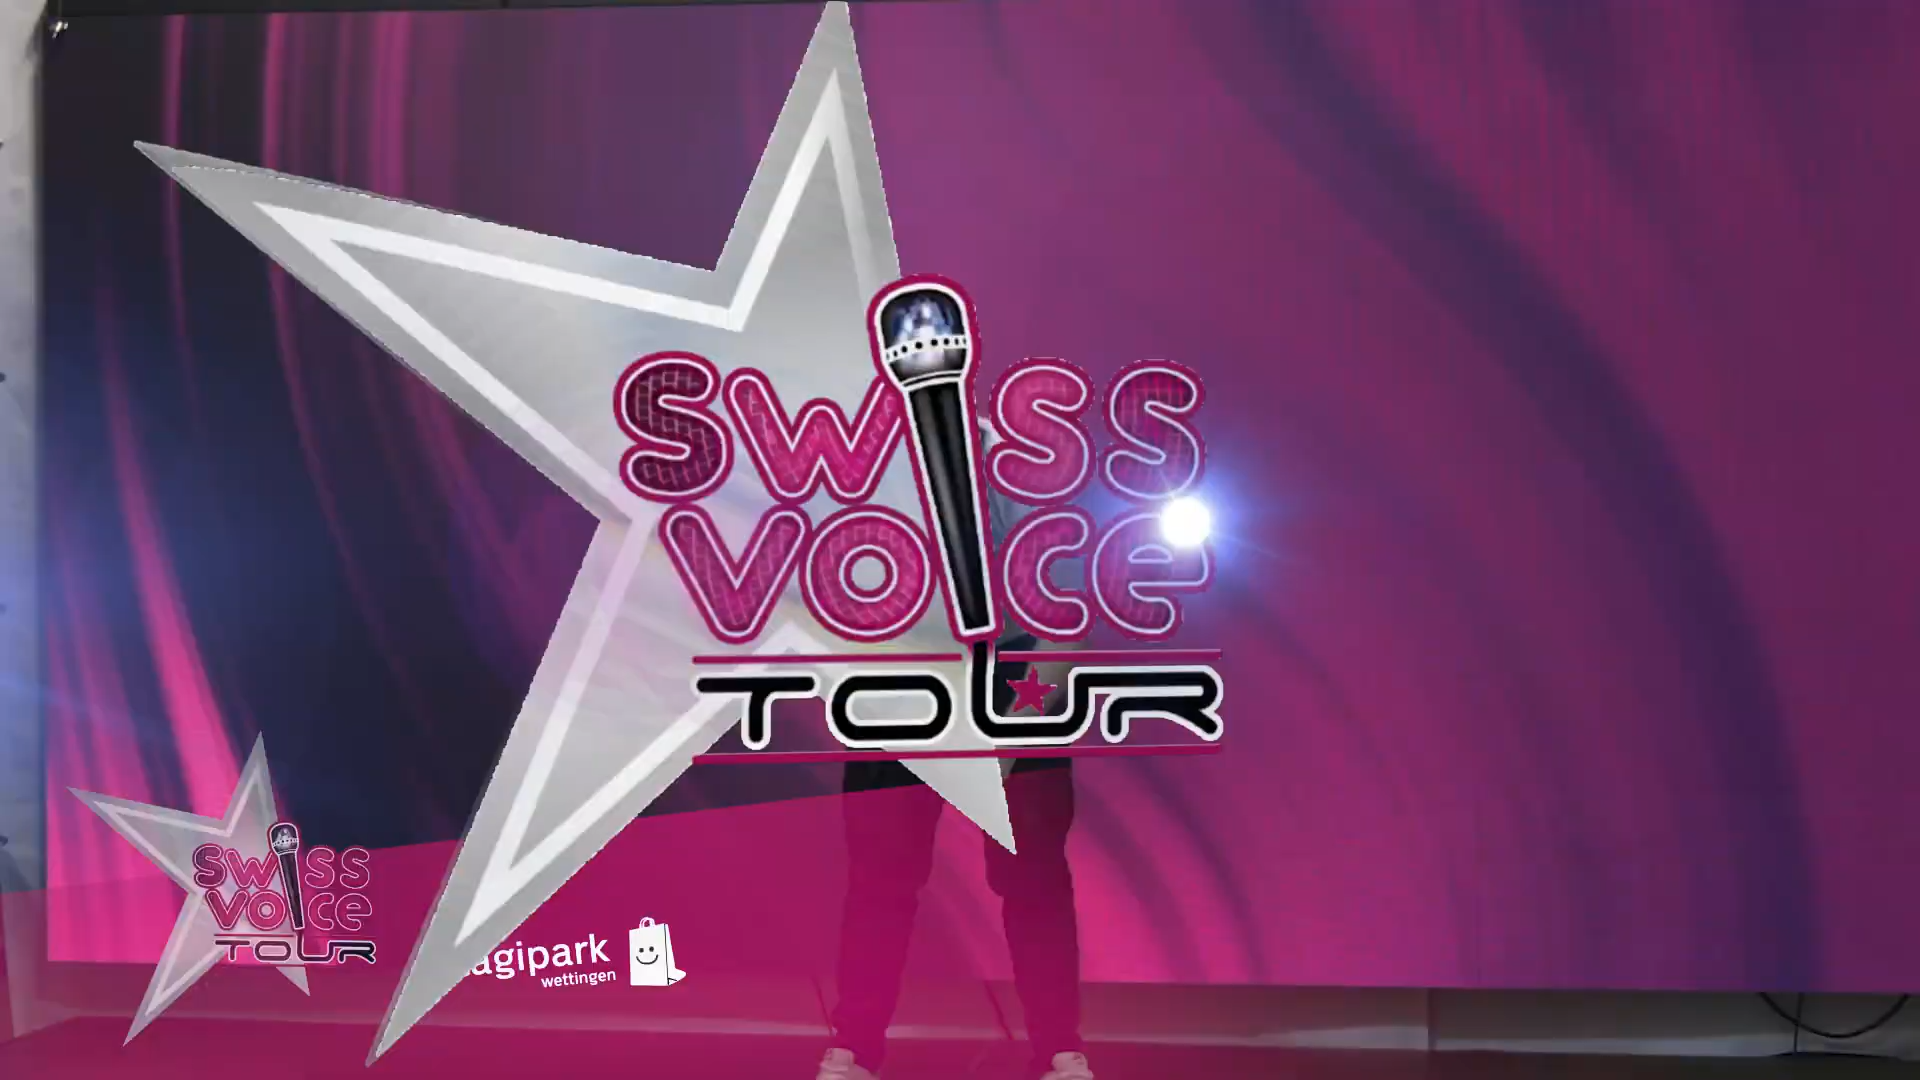 SWISS
VOICE
TOUR
SWISS
VOICE
TOUR
agipark
wettingen